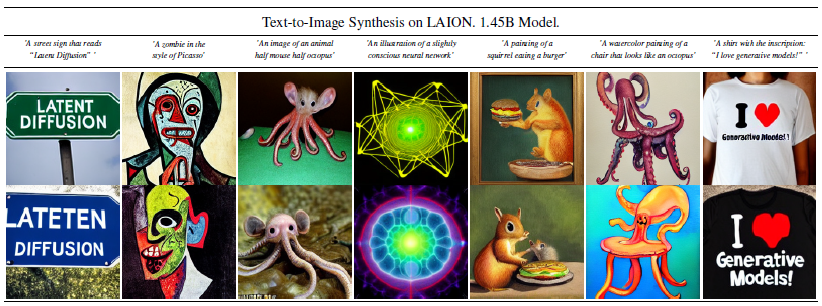 Text-to-Image Synthesis on LAION. 1.45B Model.
'A street sign that reads
"Latent Diffusion" '
'A zombie in the
style of Picasso'
'An image of an animal
half mouse half octopus'
'An illustration of a slightly
conscious neural network'
'A painting of a
squirrel eating a burger'
'A watercolor painting of a
chair that looks like an octopus'
'A shirt with the inscription:
"I love generative models!" '
LATENT
DIFFUSION
I
Generative Models!
LATETEN
DIFFUSION
I
Generative
Models!